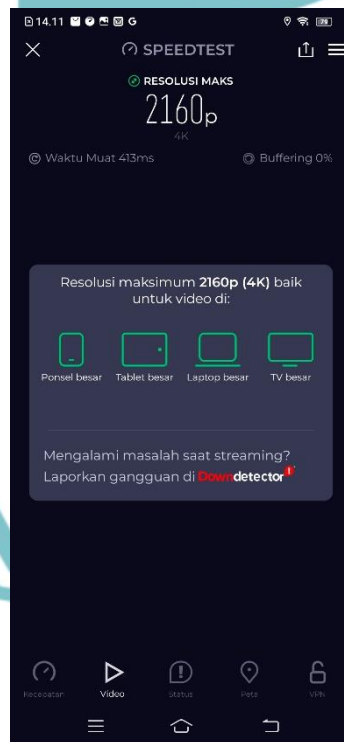 14.11 G
SPEEDTEST
RESOLUSI MAKS
2160p
4K
Waktu Muat 413ms Buffering 0%
Resolusi maksimum 2160p (4K) baik
untuk video di:
Ponsel besar Tablet besar Laptop besar TV besar
Mengalami masalah saat streaming?
Laporkan gangguan di Downdetector
Kecepatan Video Status Peta VPN